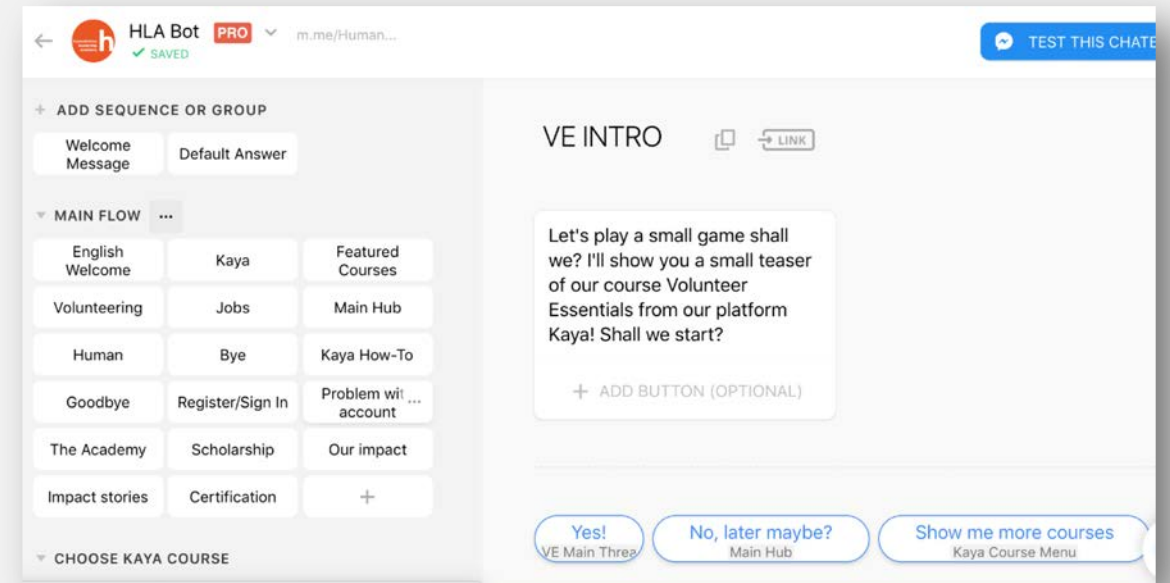 HLA Bot PRO m.me/Human...
SAVED
TEST THIS CHATB
+ ADD SEQUENCE OR GROUP
Welcome
Message
Default Answer
MAIN FLOW ...
English
Welcome
Kaya
Featured
Courses
Volunteering
Jobs
Main Hub
Human
Bye
Kaya How-To
Goodbye
Register/Sign In
Problem wit ...
account
The Academy
Scholarship
Our impact
Impact stories
Certification
+
CHOOSE KAYA COURSE
VE INTRO
LINK
Let's play a small game shall
we? I'll show you a small teaser
of our course Volunteer
Essentials from our platform
Kaya! Shall we start?
+ ADD BUTTON (OPTIONAL)
Yes!
VE Main Threa
No, later maybe?
Main Hub
Show me more courses
Kaya Course Menu